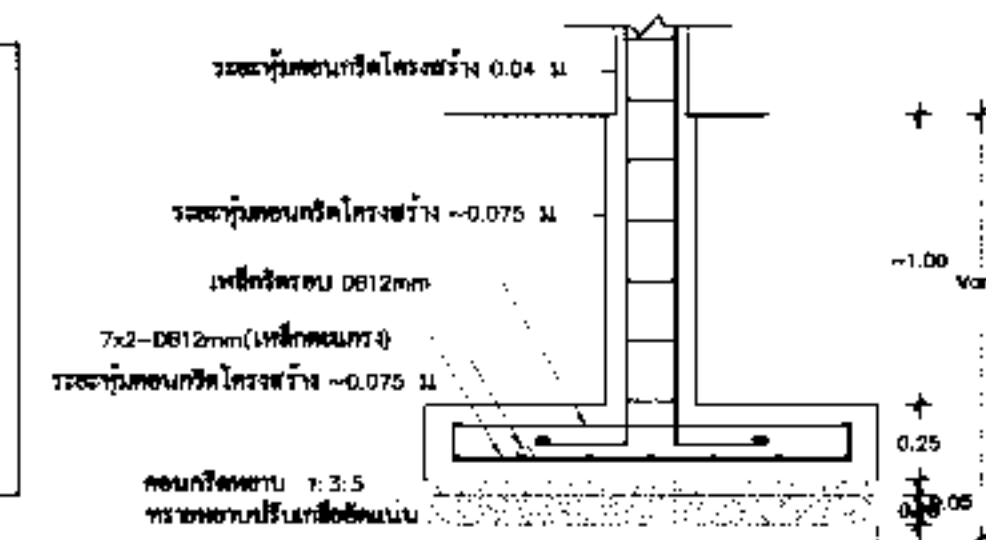 ระยะหุ้มคอนกรีตโครงสร้าง 0.04 ม
ระยะหุ้มคอนกรีตโครงสร้าง ~0.075 ม
~1.00
เหล็กรัดรอบ DB12mm
7x2-DB12mm(เหล็กตะแกรง)
ระยะหุ้มคอนกรีตโครงสร้าง ~0.075 ม
0.25
คอนกรีตหยาบ 1:3:5
0.05
ทรายหยาบปรับเกลี่ยอัดแน่น